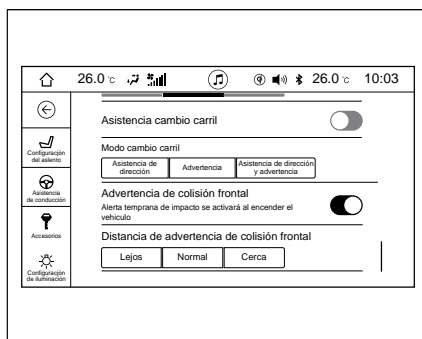 26.0 °C
26.0 °C
10:03
Asistencia cambio carril
Configuración
del asiento
Modo cambio carril
Asistencia de
dirección
Advertencia
Asistencia de dirección
y advertencia
Asistencia
de conducción
Advertencia de colisión frontal
Alerta temprana de impacto se activará al encender el
vehículo
Accesorios
Distancia de advertencia de colisión frontal
Lejos
Normal
Cerca
Configuración
de iluminación